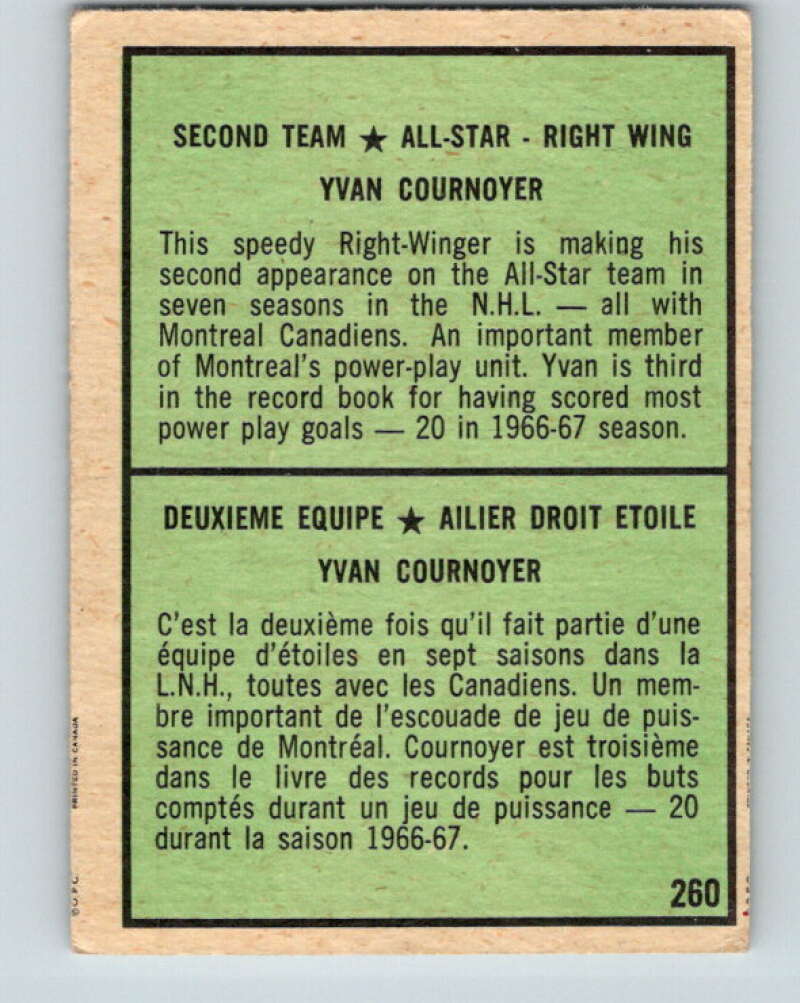 SECOND TEAM ★ ALL-STAR - RIGHT WING
YVAN COURNOYER
This speedy Right-Winger is making his
second appearance on the All-Star team in
seven seasons in the N.H.L. — all with
Montreal Canadiens. An important member
of Montreal's power-play unit. Yvan is third
in the record book for having scored most
power play goals — 20 in 1966-67 season.
DEUXIEME EQUIPE ★ AILIER DROIT ETOILE
YVAN COURNOYER
C'est la deuxième fois qu'il fait partie d'une
équipe d'étoiles en sept saisons dans la
L.N.H., toutes avec les Canadiens. Un mem-
bre important de l'escouade de jeu de puis-
sance de Montréal. Cournoyer est troisième
dans le livre des records pour les buts
comptés durant un jeu de puissance — 20
durant la saison 1966-67.
260
©O.P.C.
PRINTED IN CANADA